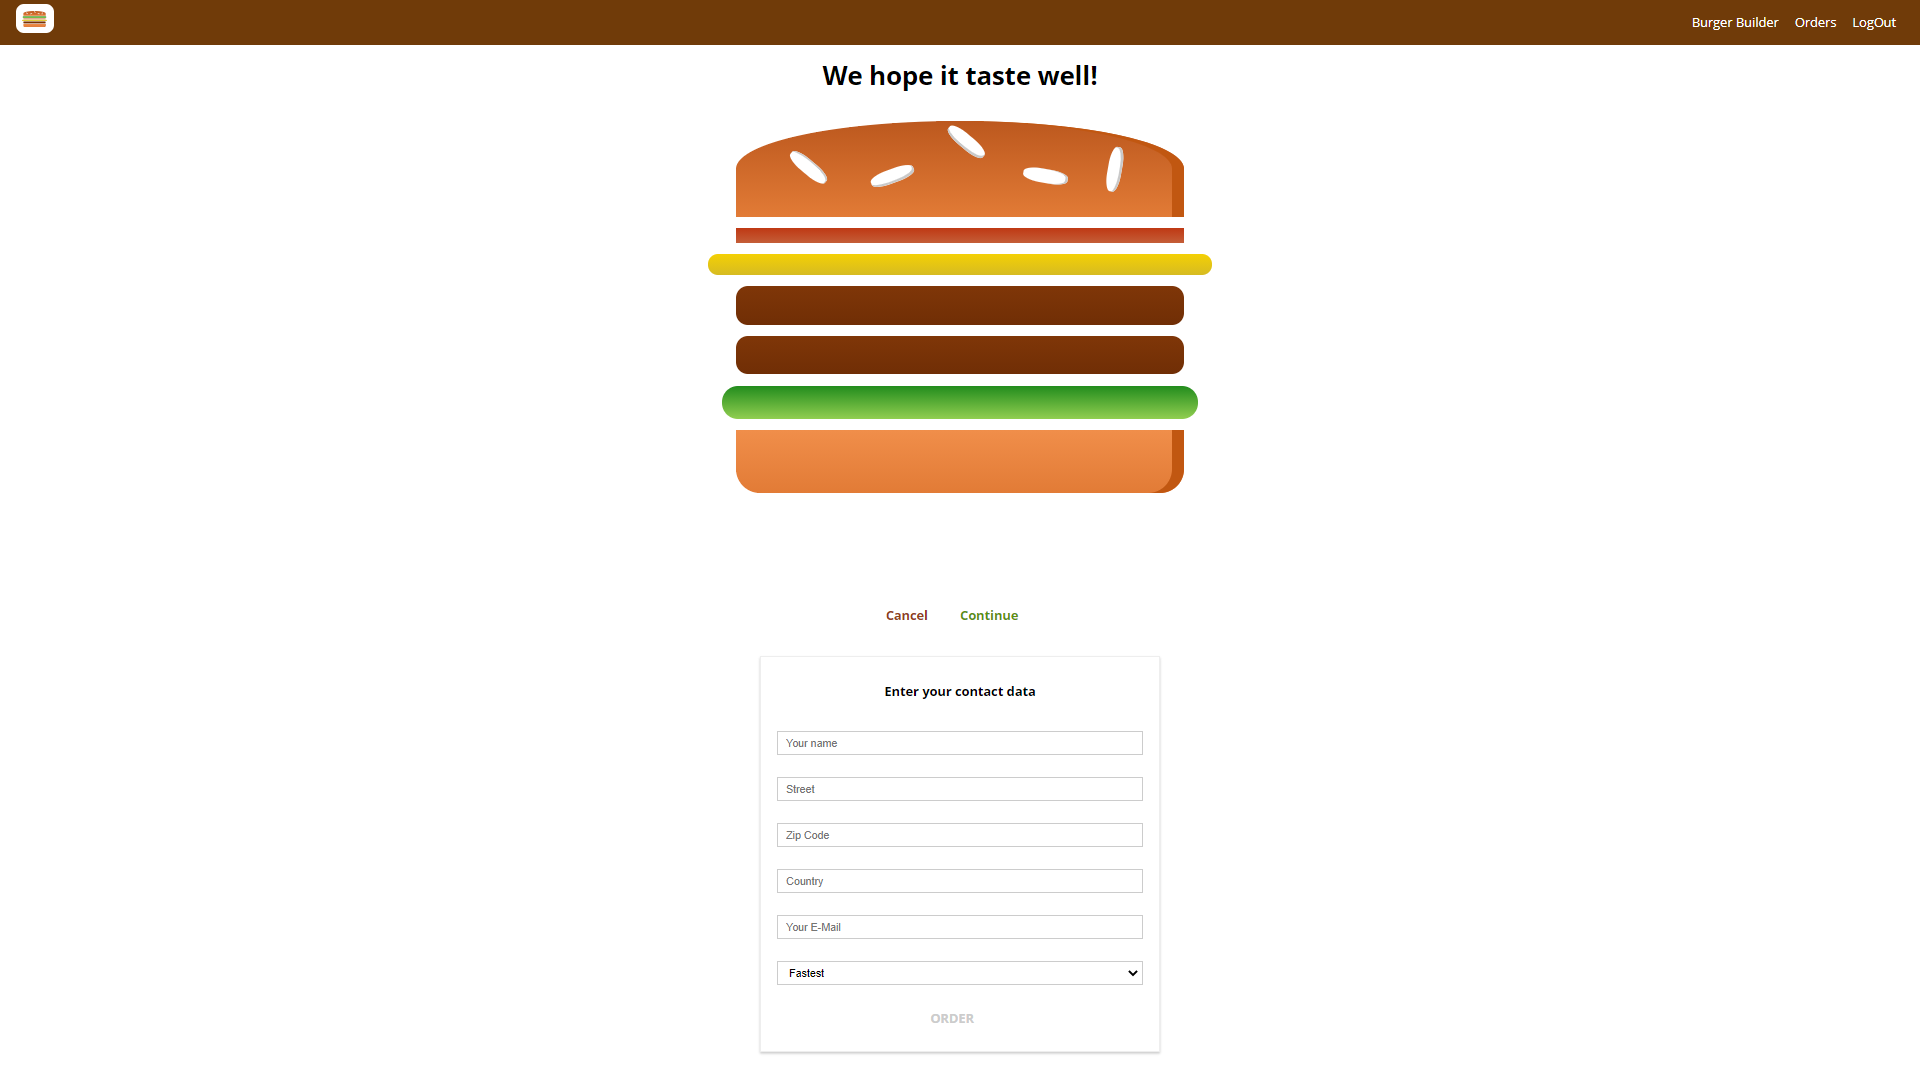 Burger Builder Orders LogOut
We hope it taste well!
Cancel Continue
Enter your contact data
Your name
Street
Zip Code
Country
Your E-Mail
Fastest
ORDER